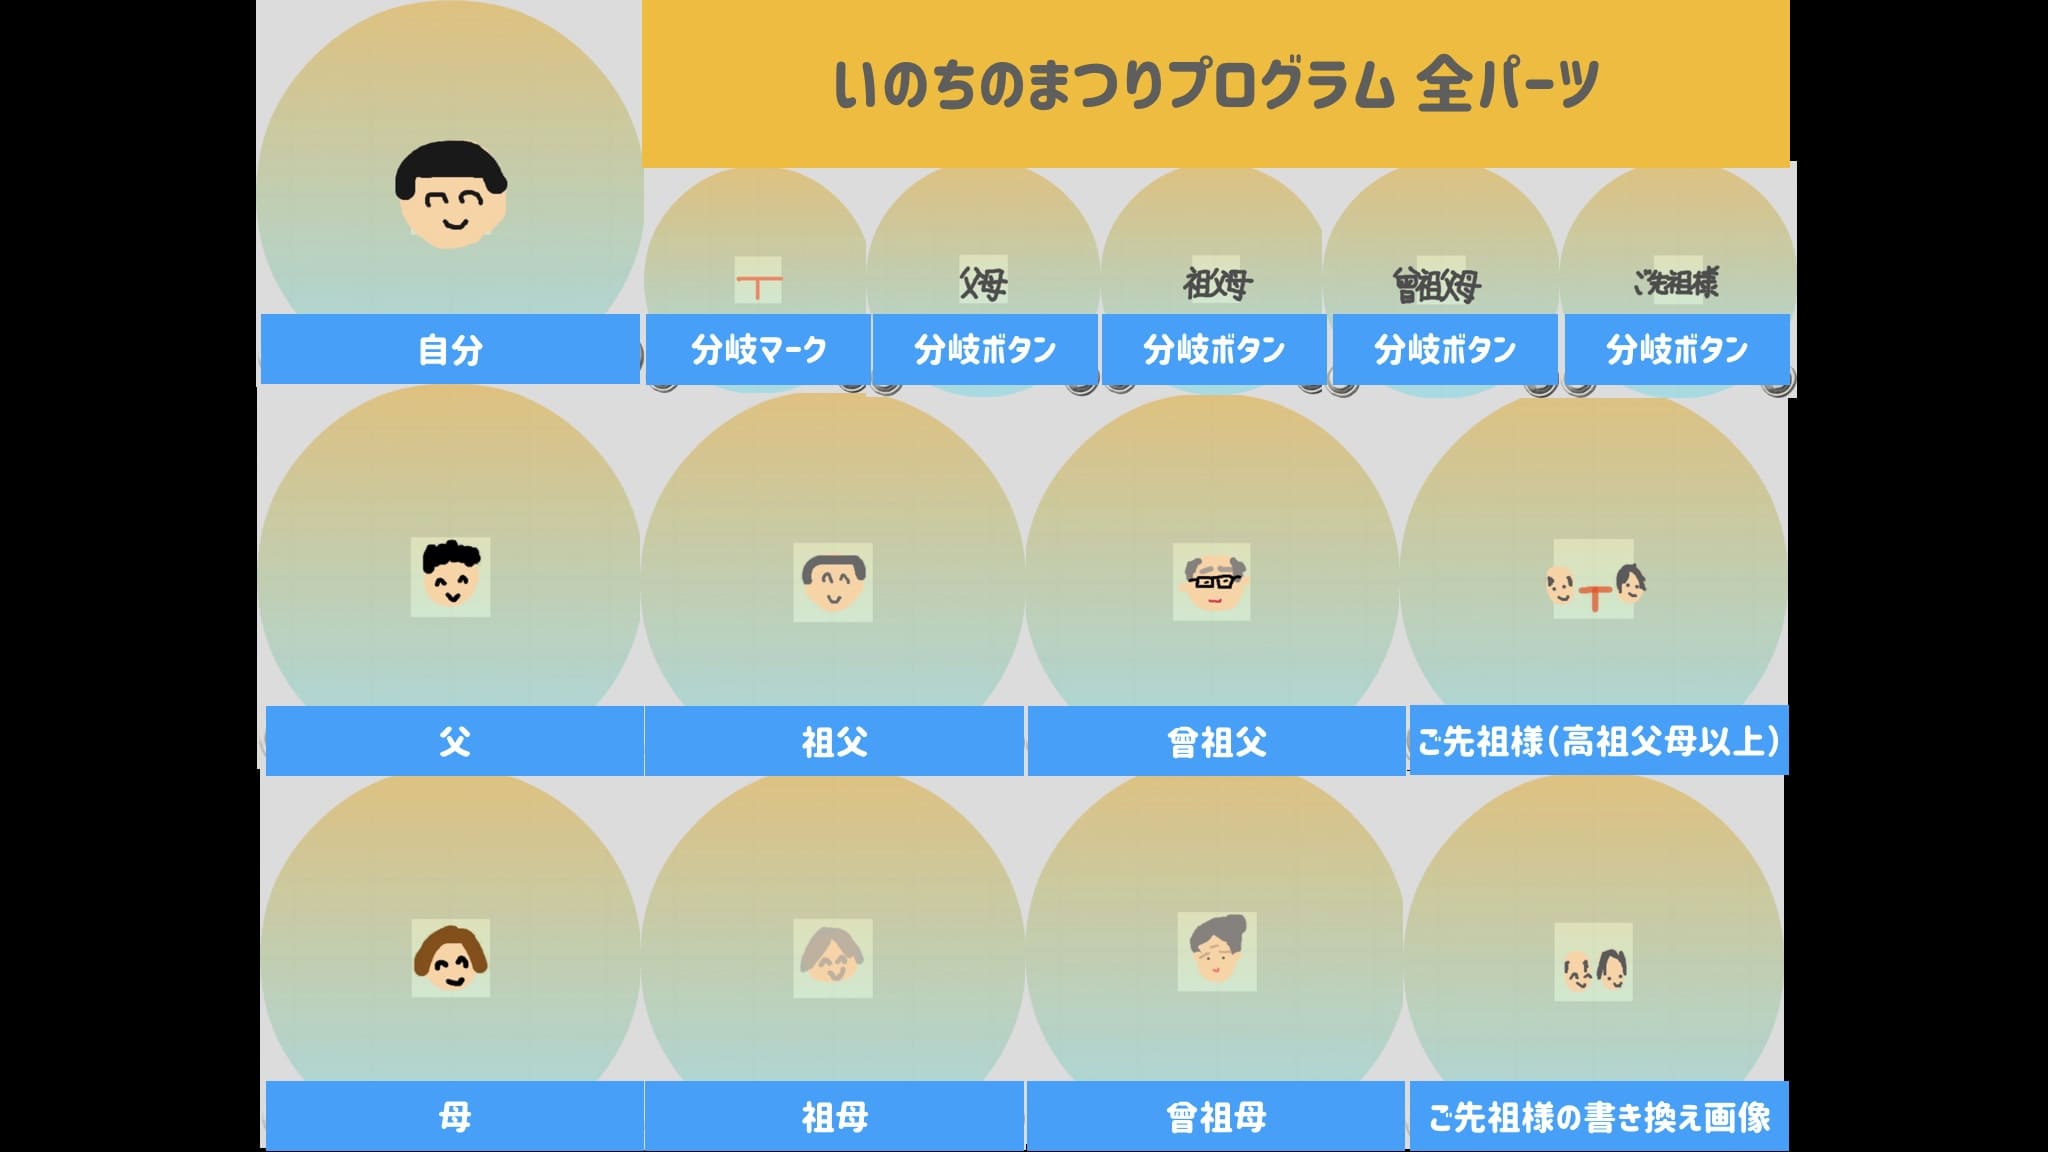 いのちのまつりプログラム 全パーツ
父母
祖父母
曾祖父母
ご先祖様
自分
分岐マーク
分岐ボタン
分岐ボタン
分岐ボタン
分岐ボタン
父
祖父
曾祖父
ご先祖様(高祖父母以上)
母
祖母
曾祖母
ご先祖様の書き換え画像